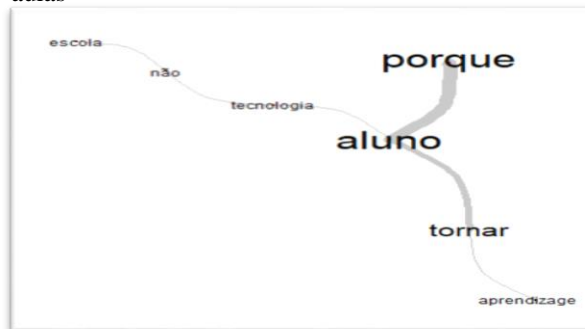 escola
porque
não
tecnologia
aluno
tornar
aprendizage